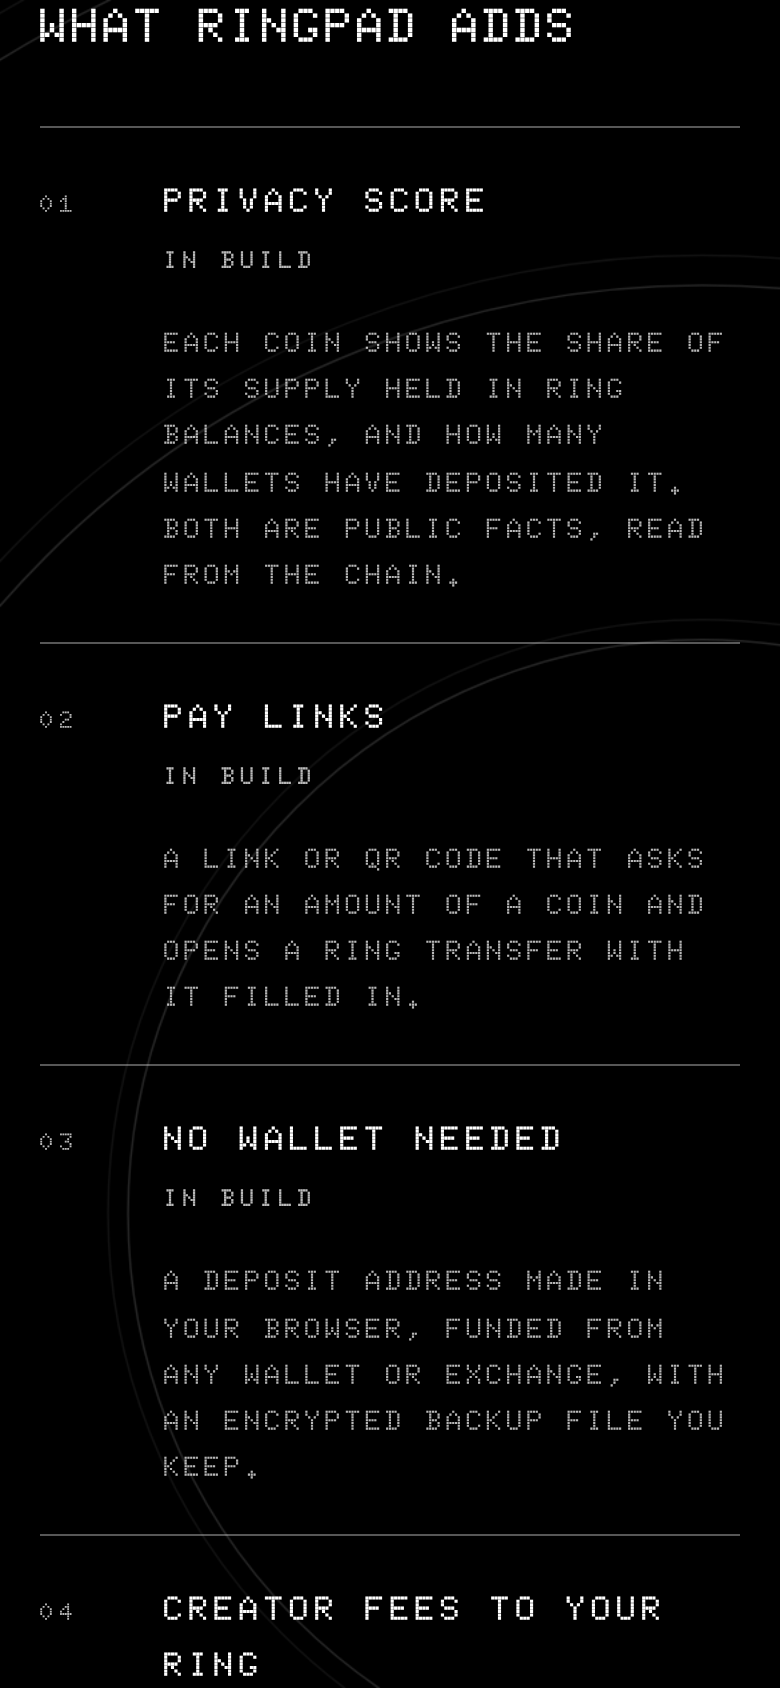 WHAT RINGPAD ADDS
01
PRIVACY SCORE
IN BUILD
EACH COIN SHOWS THE SHARE OF
ITS SUPPLY HELD IN RING
BALANCES, AND HOW MANY
WALLETS HAVE DEPOSITED IT.
BOTH ARE PUBLIC FACTS, READ
FROM THE CHAIN.
02
PAY LINKS
IN BUILD
A LINK OR QR CODE THAT ASKS
FOR AN AMOUNT OF A COIN AND
OPENS A RING TRANSFER WITH
IT FILLED IN.
03
NO WALLET NEEDED
IN BUILD
A DEPOSIT ADDRESS MADE IN
YOUR BROWSER, FUNDED FROM
ANY WALLET OR EXCHANGE, WITH
AN ENCRYPTED BACKUP FILE YOU
KEEP.
04
CREATOR FEES TO YOUR
RING